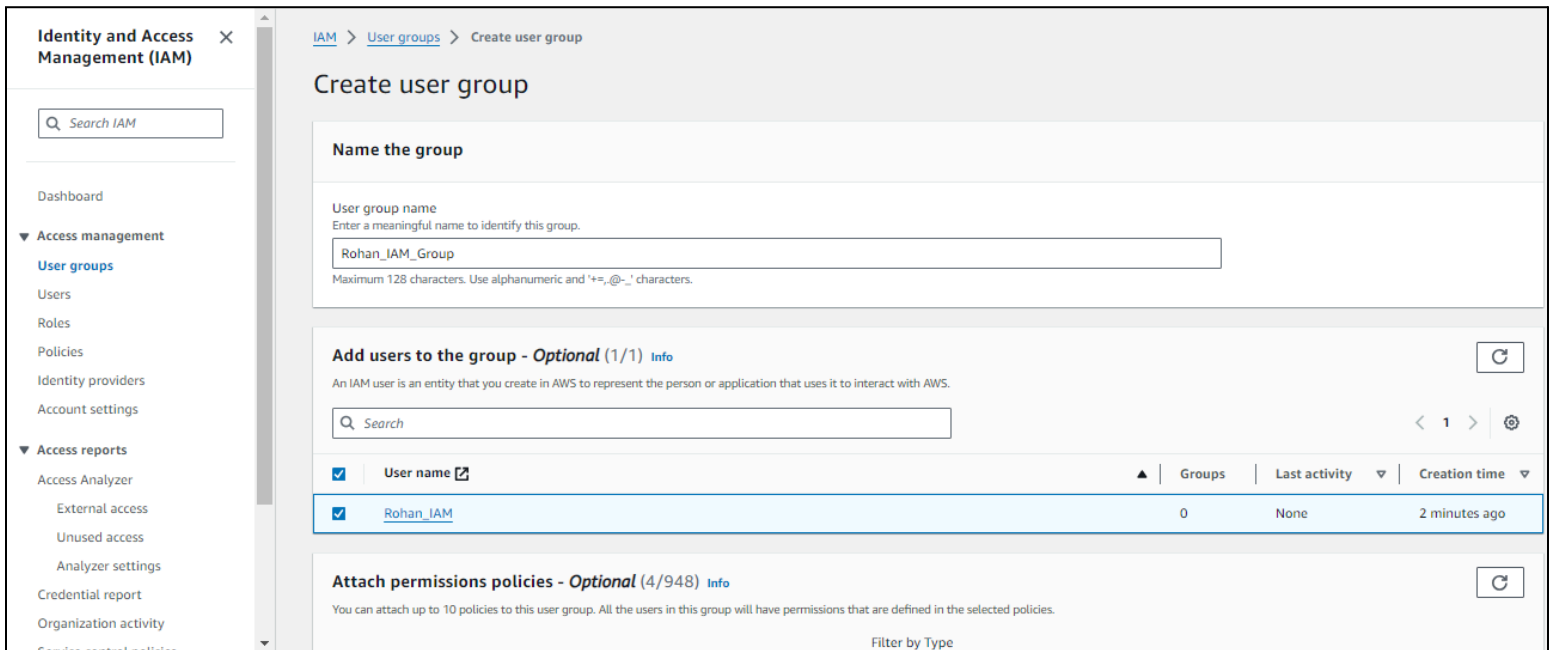 Identity and Access
Management (IAM)
Search IAM
Dashboard
Access management
User groups
Users
Roles
Policies
Identity providers
Account settings
Access reports
Access Analyzer
External access
Unused access
Analyzer settings
Credential report
Organization activity
Service control policies
IAM > User groups > Create user group
Create user group
Name the group
User group name
Enter a meaningful name to identify this group.
Rohan_IAM_Group
Maximum 128 characters. Use alphanumeric and '+=,.@-_' characters.
Add users to the group - Optional (1/1) Info
An IAM user is an entity that you create in AWS to represent the person or application that uses it to interact with AWS.
Search
1
User name Groups Last activity Creation time
Rohan_IAM 0 None 2 minutes ago
Attach permissions policies - Optional (4/948) Info
You can attach up to 10 policies to this user group. All the users in this group will have permissions that are defined in the selected policies.
Filter by Type